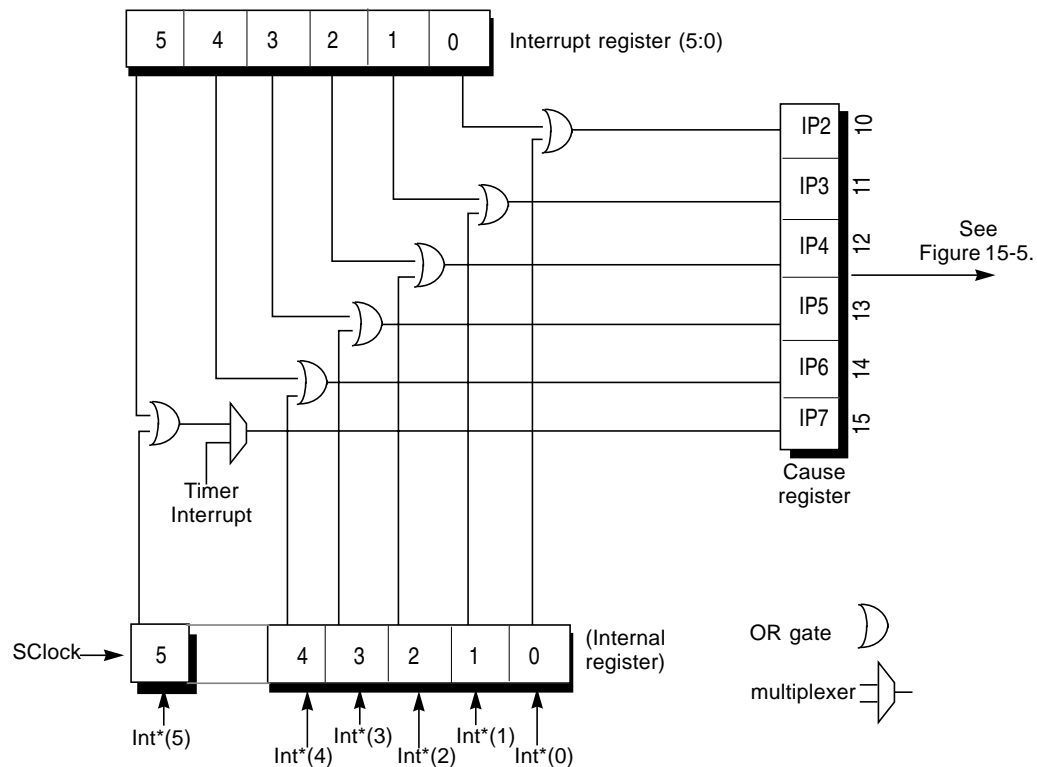 5 4 3 2 1 0
Interrupt register (5:0)
IP2 10
IP3 11
IP4 12
IP5 13
IP6 14
IP7 15
See
Figure 15-5.
Cause
register
Timer
Interrupt
SClock
5 4 3 2 1 0
(Internal
register)
Int*(5)
Int*(4)
Int*(3)
Int*(2)
Int*(1)
Int*(0)
OR gate
multiplexer